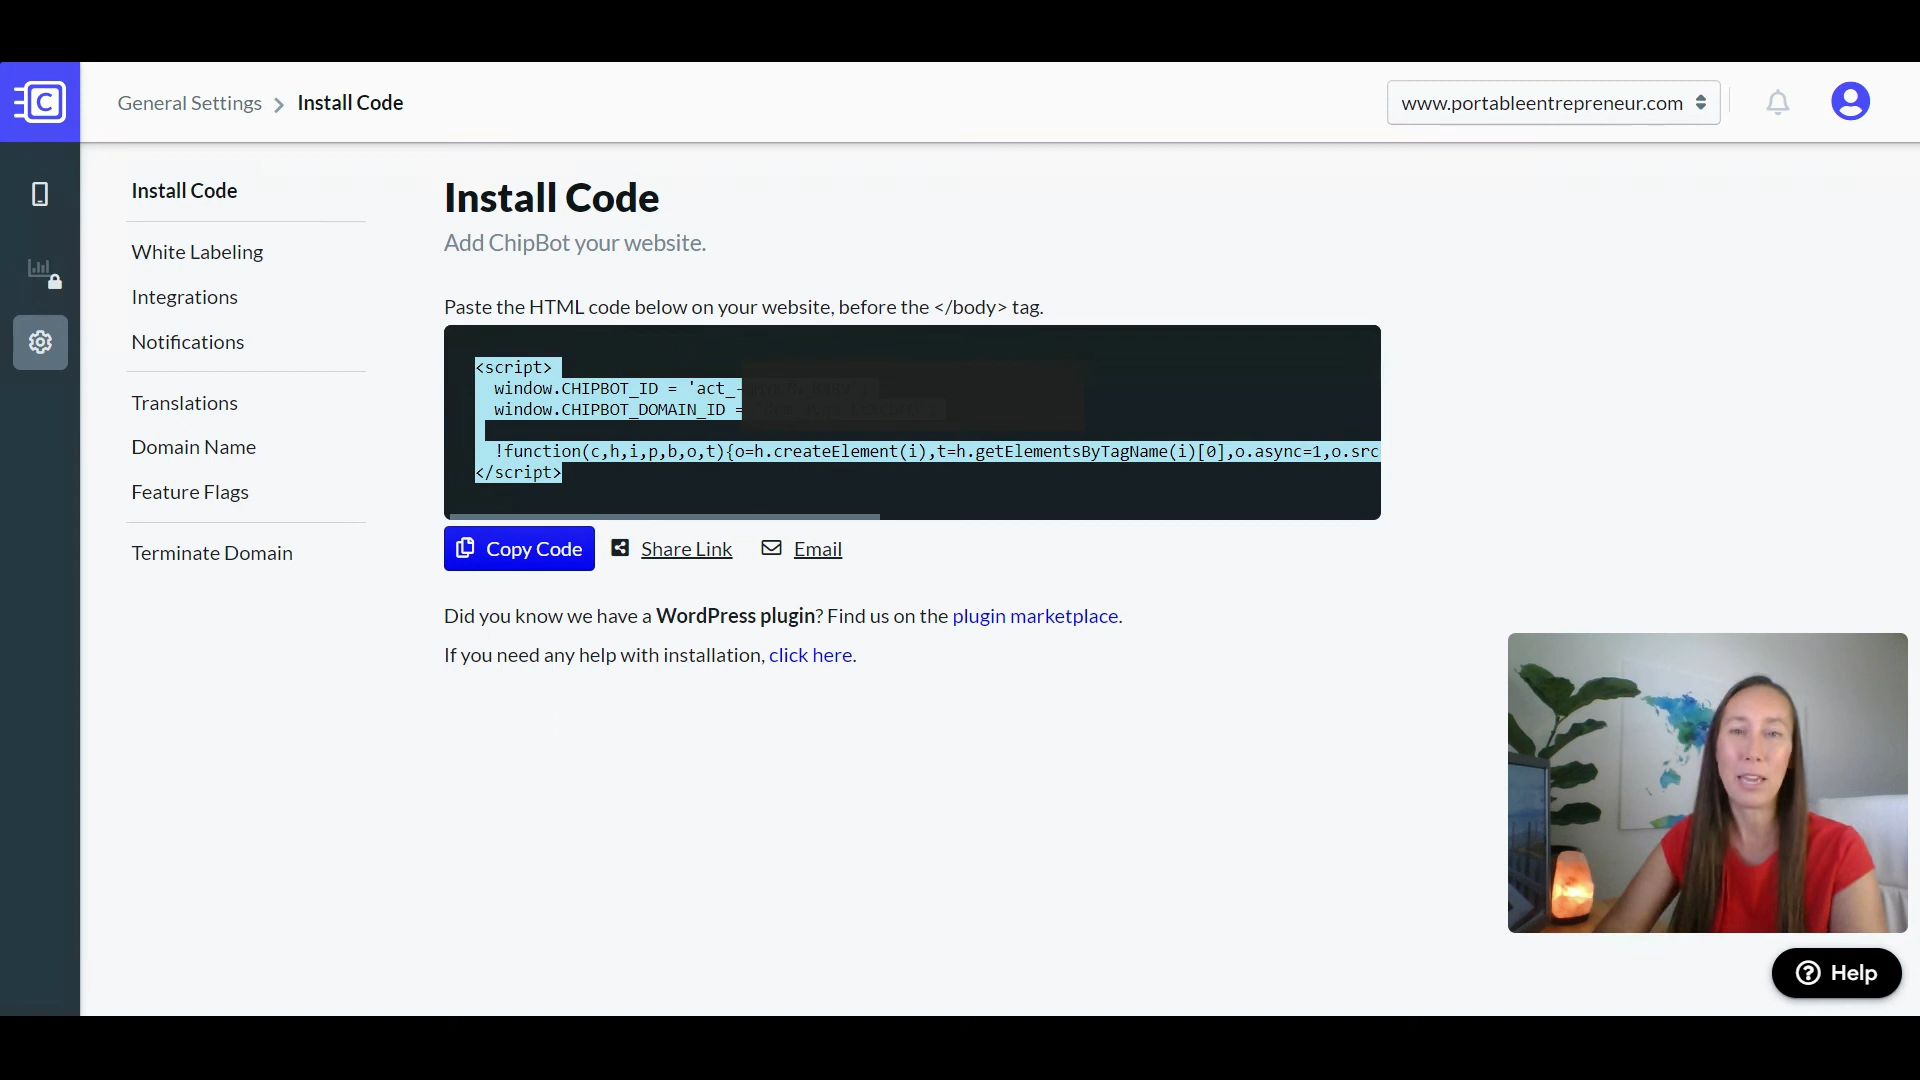 C
General Settings > Install Code
www.portableentrepreneur.com
Install Code
White Labeling
Integrations
Notifications
Translations
Domain Name
Feature Flags
Terminate Domain
Install Code
Add ChipBot your website.
Paste the HTML code below on your website, before the </body> tag.
<script>
window.CHIPBOT_ID = 'act_-
window.CHIPBOT_DOMAIN_ID =
!function(c,h,i,p,b,o,t){o=h.createElement(i),t=h.getElementsByTagName(i)[0],o.async=1,o.src
</script>
Copy Code Share Link Email
Did you know we have a WordPress plugin? Find us on the plugin marketplace.
If you need any help with installation, click here.
Help